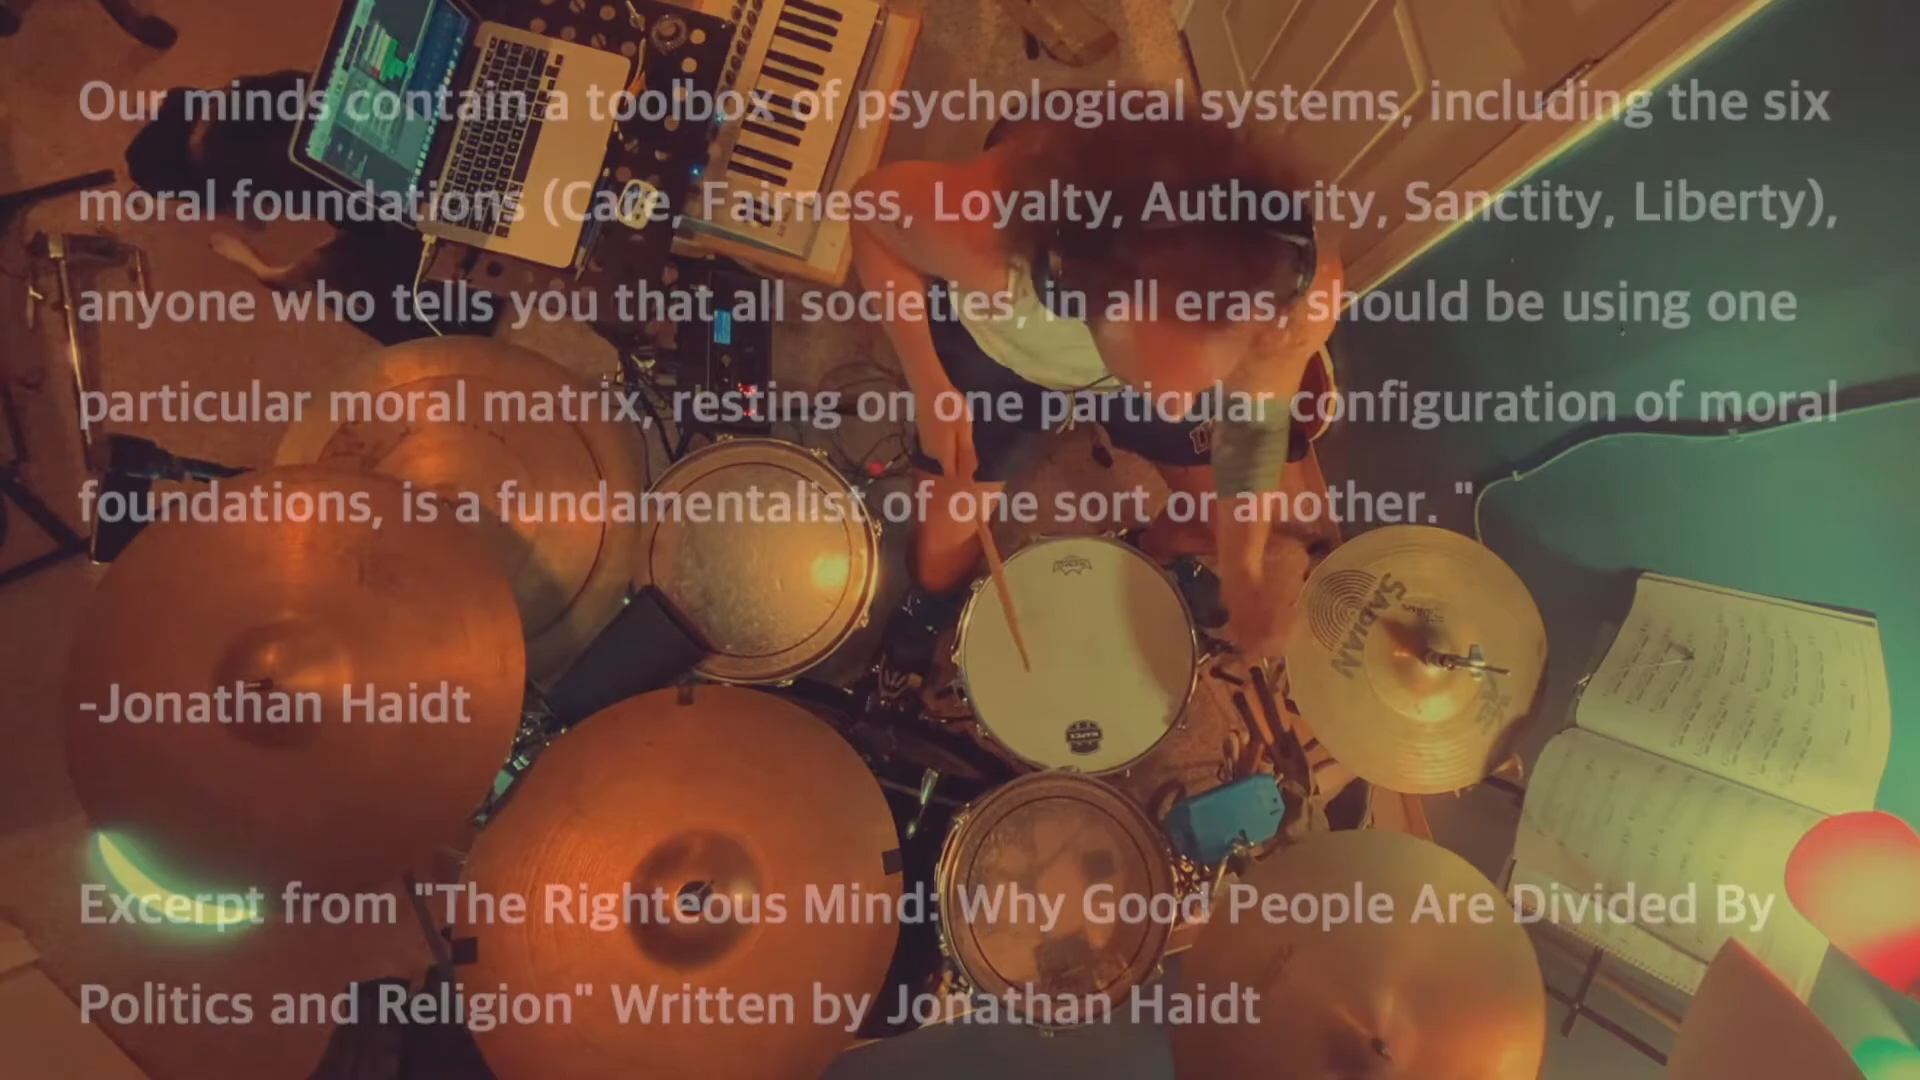 Our minds contain a toolbox of psychological systems, including the six
moral foundations (Care, Fairness, Loyalty, Authority, Sanctity, Liberty),
anyone who tells you that all societies, in all eras, should be using one
particular moral matrix, resting on one particular configuration of moral
foundations, is a fundamentalist of one sort or another. "
-Jonathan Haidt
Excerpt from "The Righteous Mind: Why Good People Are Divided By
Politics and Religion" Written by Jonathan Haidt
SABIAN
MAPEX